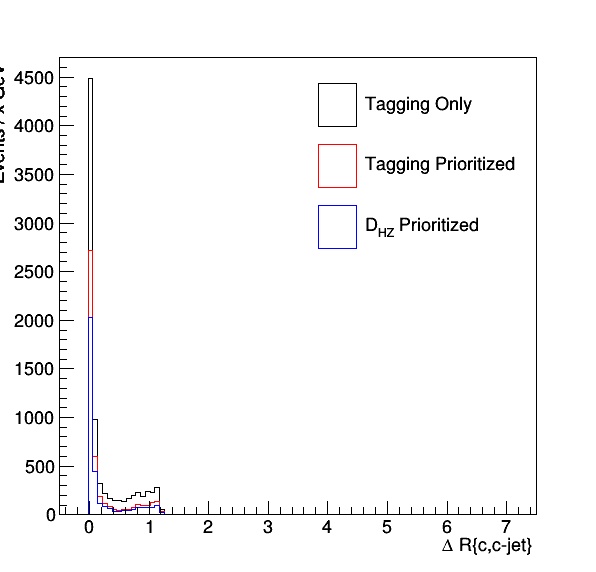 Events / x GeV
4500
4000
3500
3000
2500
2000
1500
1000
500
0
Tagging Only
Tagging Prioritized
D_HZ Prioritized
0 1 2 3 4 5 6 7
Δ R{c,c-jet}